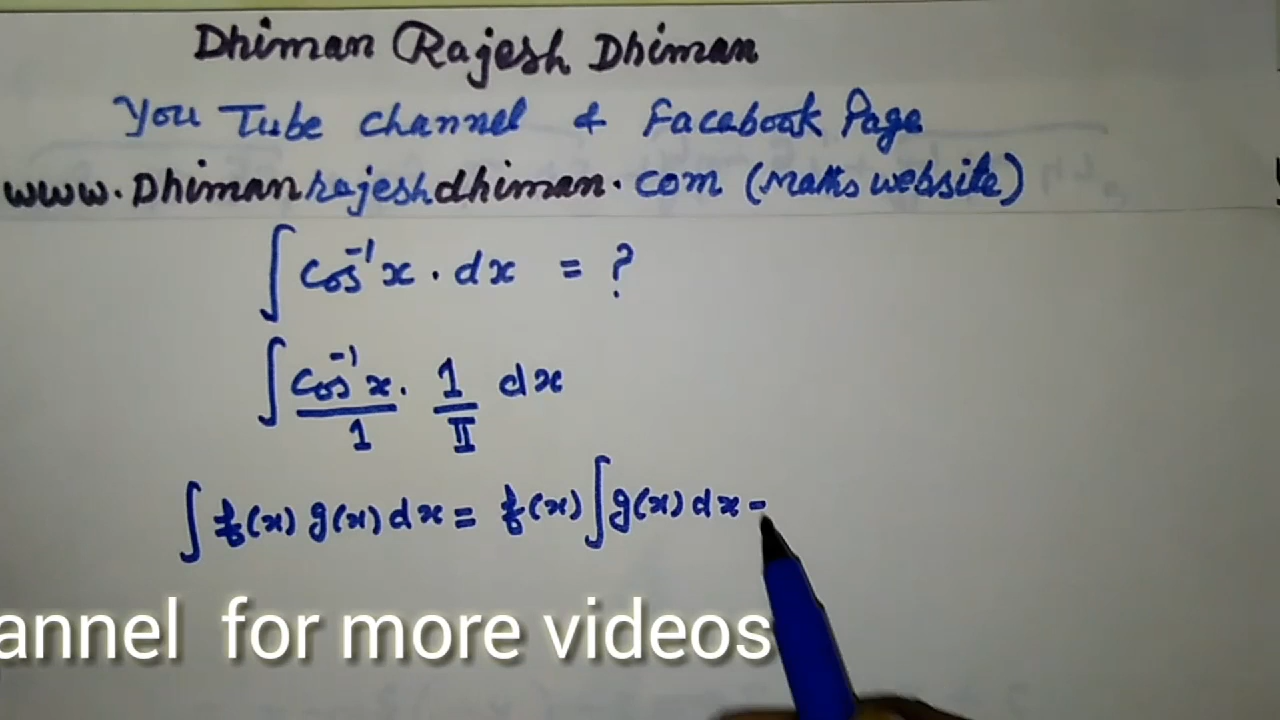 Dhiman Rajesh Dhiman
You Tube channel & Facebook Page
www.Dhimanrajeshdhiman.com (Maths website)
∫ cos⁻¹x . dx = ?
∫ cos⁻¹x . 1 dx
1 II
∫ f(x) g(x) dx = f(x) ∫ g(x) dx -
annel for more videos